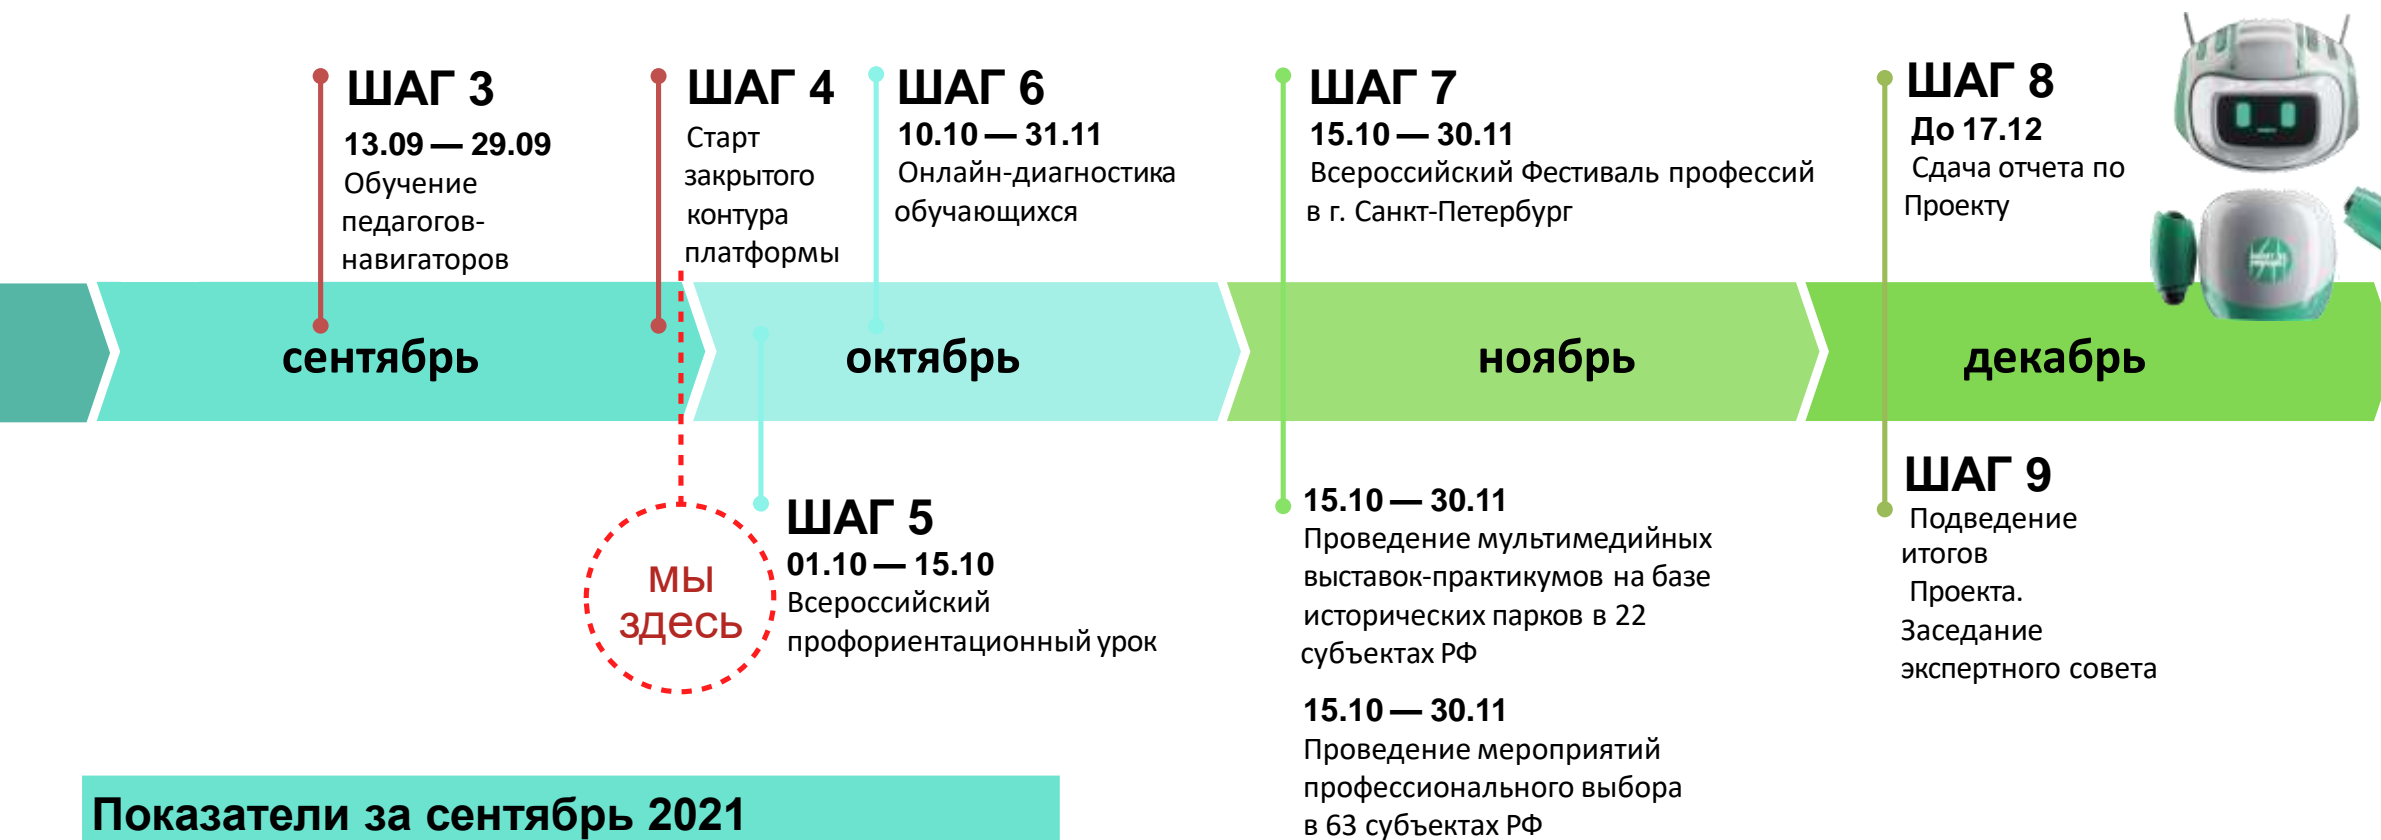 ШАГ 3
13.09 — 29.09
Обучение
педагогов-
навигаторов
ШАГ 4
Старт
закрытого
контура
платформы
ШАГ 6
10.10 — 31.11
Онлайн-диагностика
обучающихся
ШАГ 7
15.10 — 30.11
Всероссийский Фестиваль профессий
в г. Санкт-Петербург
ШАГ 8
До 17.12
Сдача отчета по
Проекту
сентябрь
октябрь
ноябрь
декабрь
мы
здесь
ШАГ 5
01.10 — 15.10
Всероссийский
профориентационный урок
15.10 — 30.11
Проведение мультимедийных
выставок-практикумов на базе
исторических парков в 22
субъектах РФ
15.10 — 30.11
Проведение мероприятий
профессионального выбора
в 63 субъектах РФ
ШАГ 9
Подведение
итогов
Проекта.
Заседание
экспертного совета
Показатели за сентябрь 2021